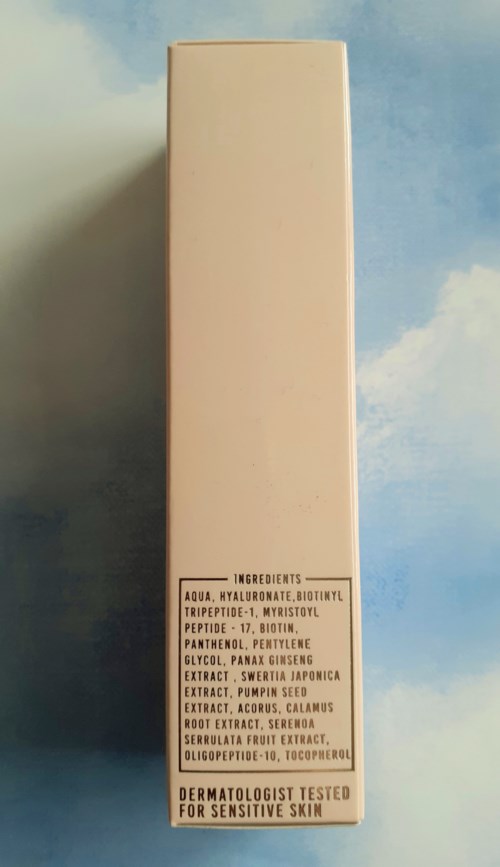 INGREDIENTS
AQUA, HYALURONATE,BIOTINYL
TRIPEPTIDE-1, MYRISTOYL
PEPTIDE - 17, BIOTIN,
PANTHENOL, PENTYLENE
GLYCOL, PANAX GINSENG
EXTRACT , SWERTIA JAPONICA
EXTRACT, PUMPIN SEED
EXTRACT, ACORUS, CALAMUS
ROOT EXTRACT, SERENOA
SERRULATA FRUIT EXTRACT,
OLIGOPEPTIDE-10, TOCOPHEROL
DERMATOLOGIST TESTED
FOR SENSITIVE SKIN